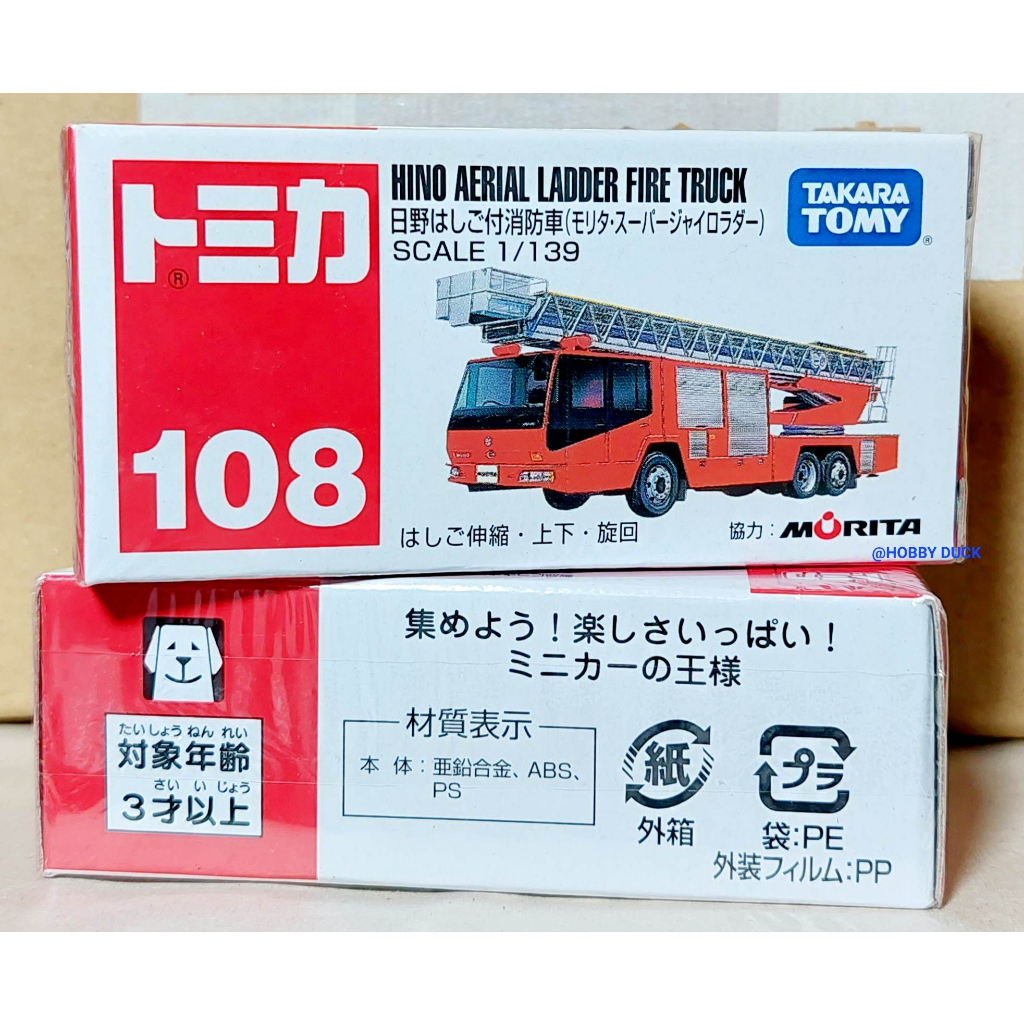 トミカ®
108
HINO AERIAL LADDER FIRE TRUCK
日野はしご付消防車(モリタ・スーパージャイロラダー)
SCALE 1/139
TAKARA
TOMY®
はしご伸縮・上下・旋回
協力:MORITA
@HOBBY DUCK
たいしょうねんれい
対象年齢
さいいじょう
3才以上
集めよう!楽しさいっぱい!
ミニカーの王様
材質表示
本体:亜鉛合金、ABS、
PS
紙
外箱
プラ
袋:PE
外装フィルム:PP